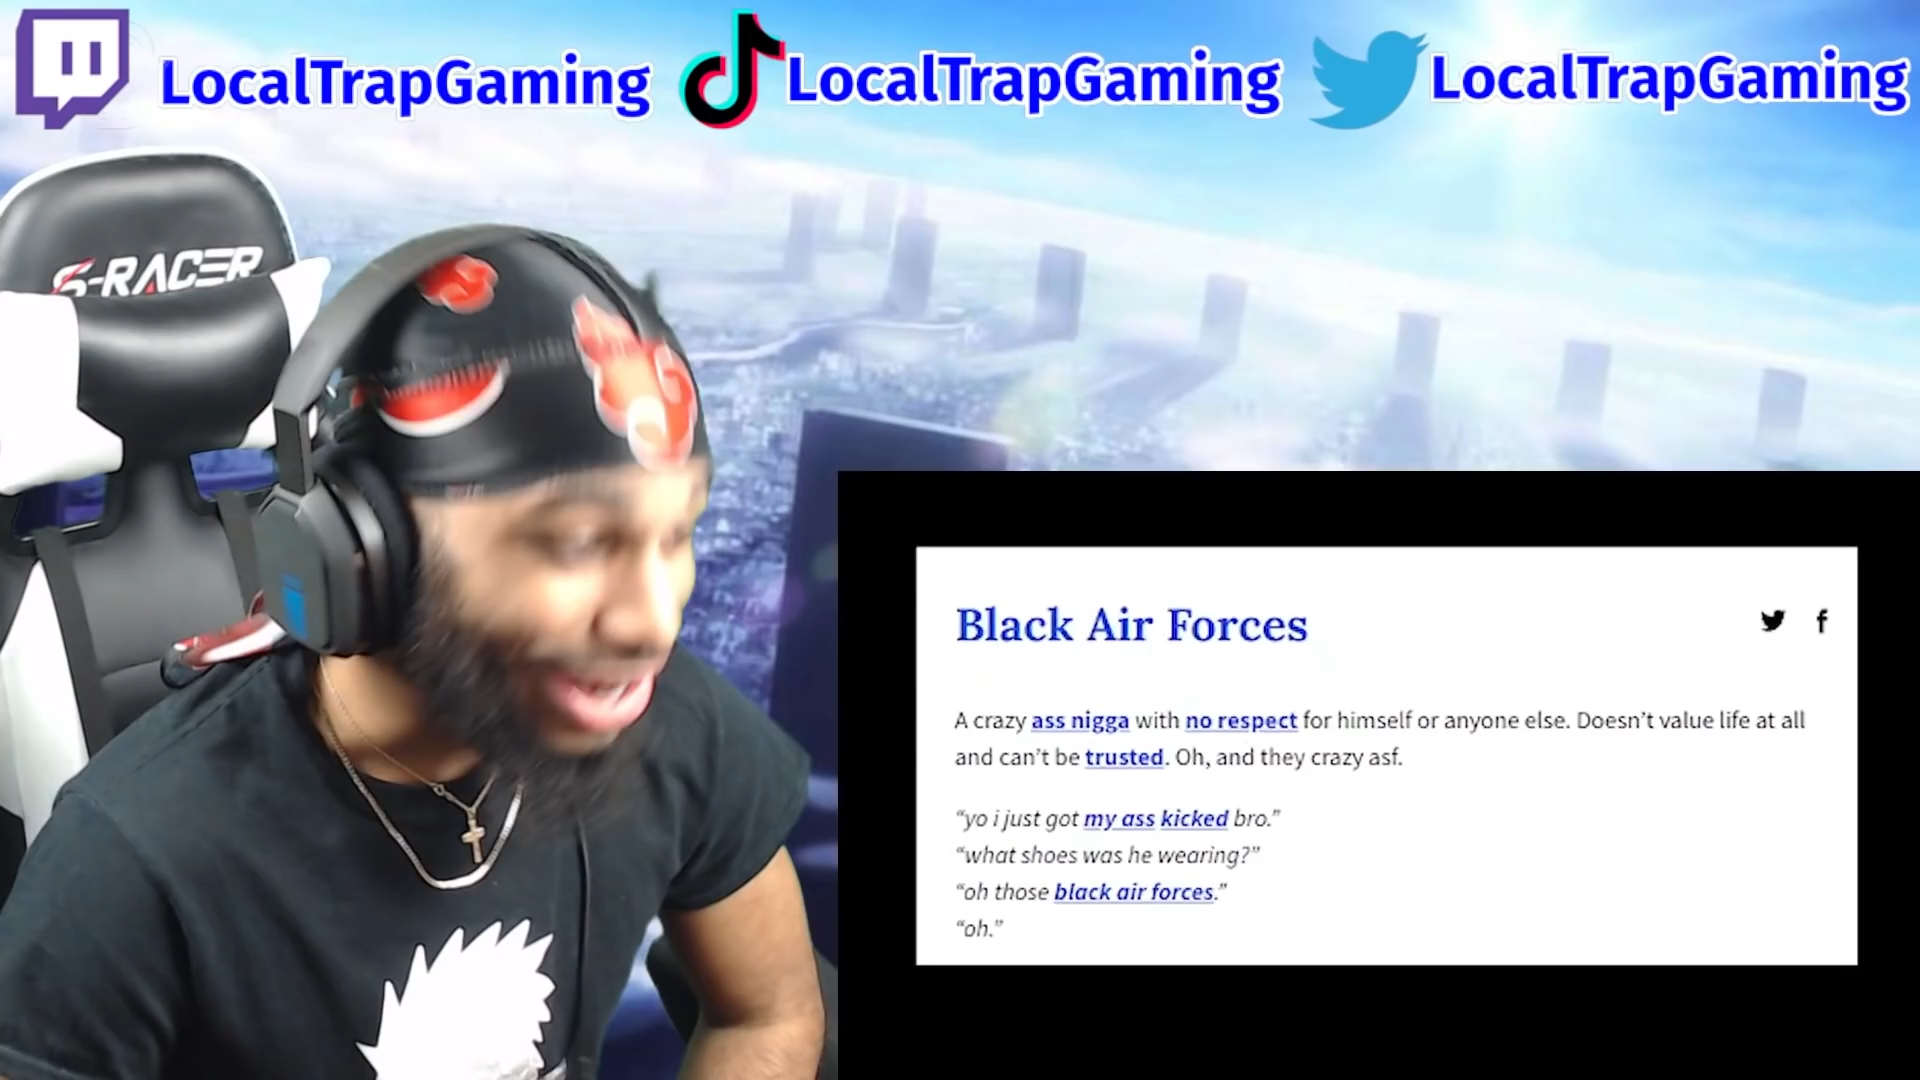 LocalTrapGaming LocalTrapGaming LocalTrapGaming
S-RACER
Black Air Forces
A crazy ass nigga with no respect for himself or anyone else. Doesn’t value life at all
and can’t be trusted. Oh, and they crazy asf.
“yo i just got my ass kicked bro.”
“what shoes was he wearing?”
“oh those black air forces.”
“oh.”